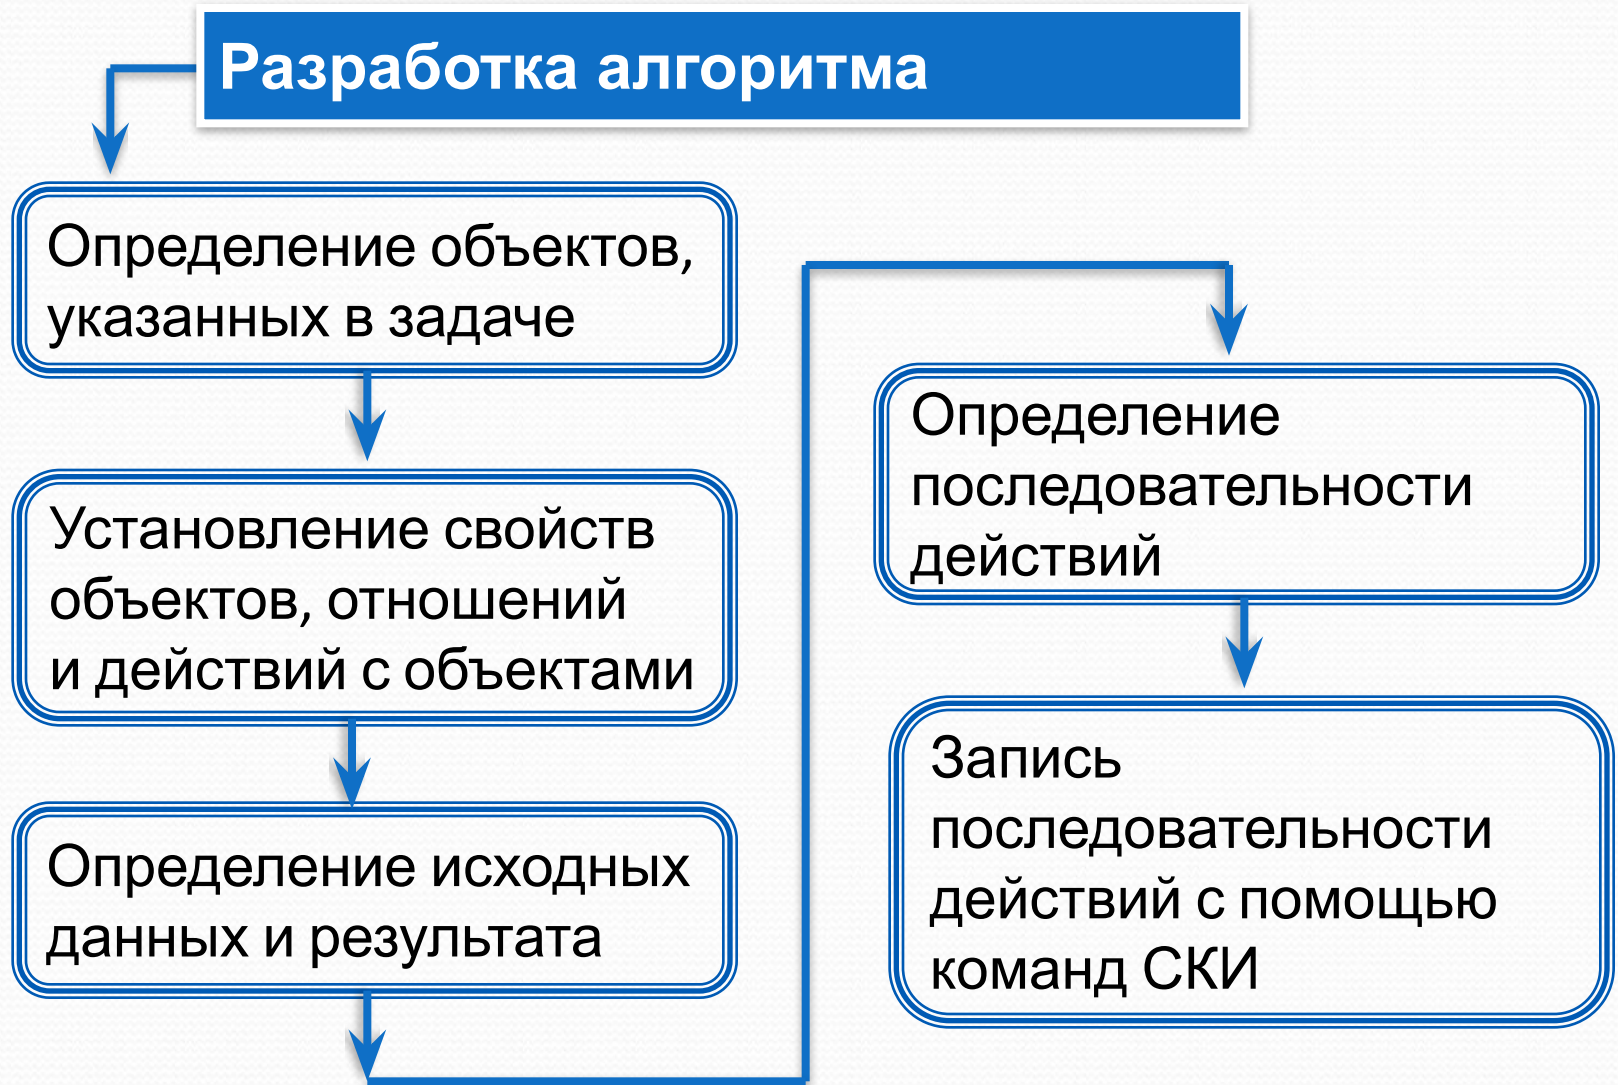 Разработка алгоритма
Определение объектов,
указанных в задаче
Установление свойств
объектов, отношений
и действий с объектами
Определение исходных
данных и результата
Определение
последовательности
действий
Запись
последовательности
действий с помощью
команд СКИ